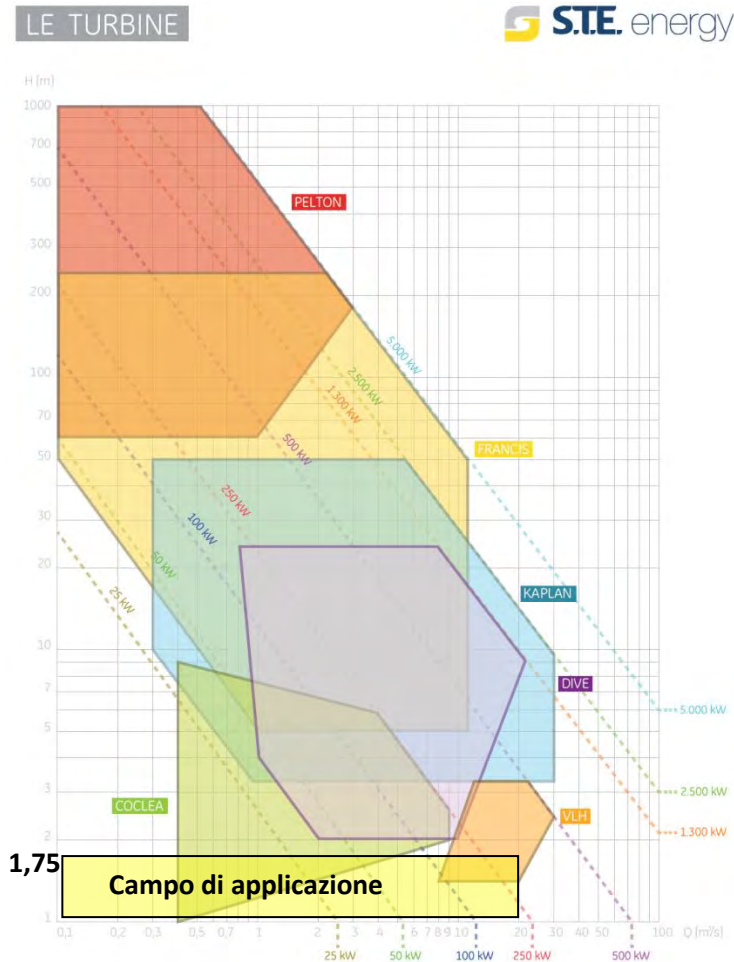 LE TURBINE
S.T.E. energy
H (m)
1000
700
500
300
200
100
70
50
30
20
10
7
5
3
2
1
PELTON
5.000 kW
2.500 kW
1.300 kW
500 kW
FRANCIS
250 kW
100 kW
50 kW
25 kW
KAPLAN
DIVE
5.000 kW
2.500 kW
COCLEA
VLH
1.300 kW
1,75
Campo di applicazione
0,1 0,2 0,3 0,5 0,7 1 2 3 4 6 7 8 9 10 20 30 40 50 100 Q (m³/s)
25 kW 50 kW 100 kW 250 kW 500 kW